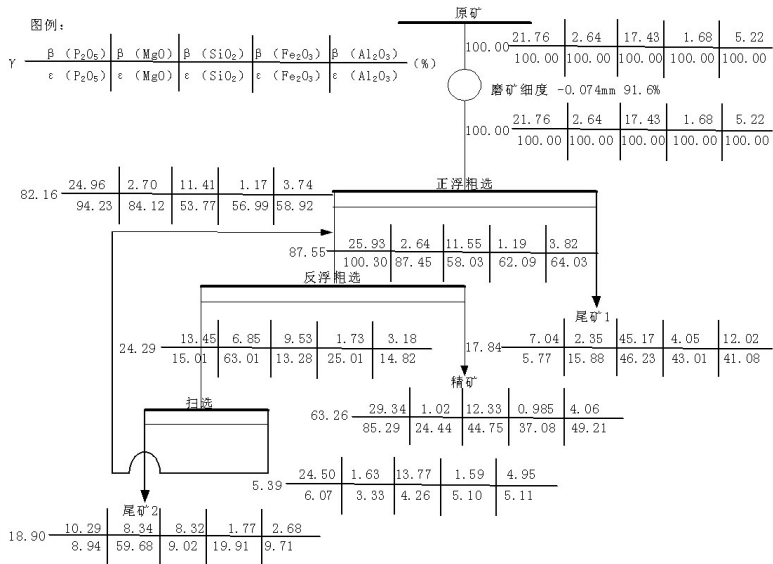 图例:
γ β (P₂O₅) β (MgO) β (SiO₂) β (Fe₂O₃) β (Al₂O₃) (%)
ε (P₂O₅) ε (MgO) ε (SiO₂) ε (Fe₂O₃) ε (Al₂O₃)
原矿
100.00 21.76 2.64 17.43 1.68 5.22
100.00 100.00 100.00 100.00 100.00
磨矿细度 -0.074mm 91.6%
100.00 21.76 2.64 17.43 1.68 5.22
100.00 100.00 100.00 100.00 100.00
正浮粗选
82.16 24.96 2.70 11.41 1.17 3.74
94.23 84.12 53.77 56.99 58.92
87.55 25.93 2.64 11.55 1.19 3.82
100.30 87.45 58.03 62.09 64.03
反浮粗选
尾矿1
17.84 7.04 2.35 45.17 4.05 12.02
5.77 15.88 46.23 43.01 41.08
24.29 13.45 6.85 9.53 1.73 3.18
15.01 63.01 13.28 25.01 14.82
精矿
63.26 29.34 1.02 12.33 0.985 4.06
85.29 24.44 44.75 37.08 49.21
扫选
5.39 24.50 1.63 13.77 1.59 4.95
6.07 3.33 4.26 5.10 5.11
尾矿2
18.90 10.29 8.34 8.32 1.77 2.68
8.94 59.68 9.02 19.91 9.71